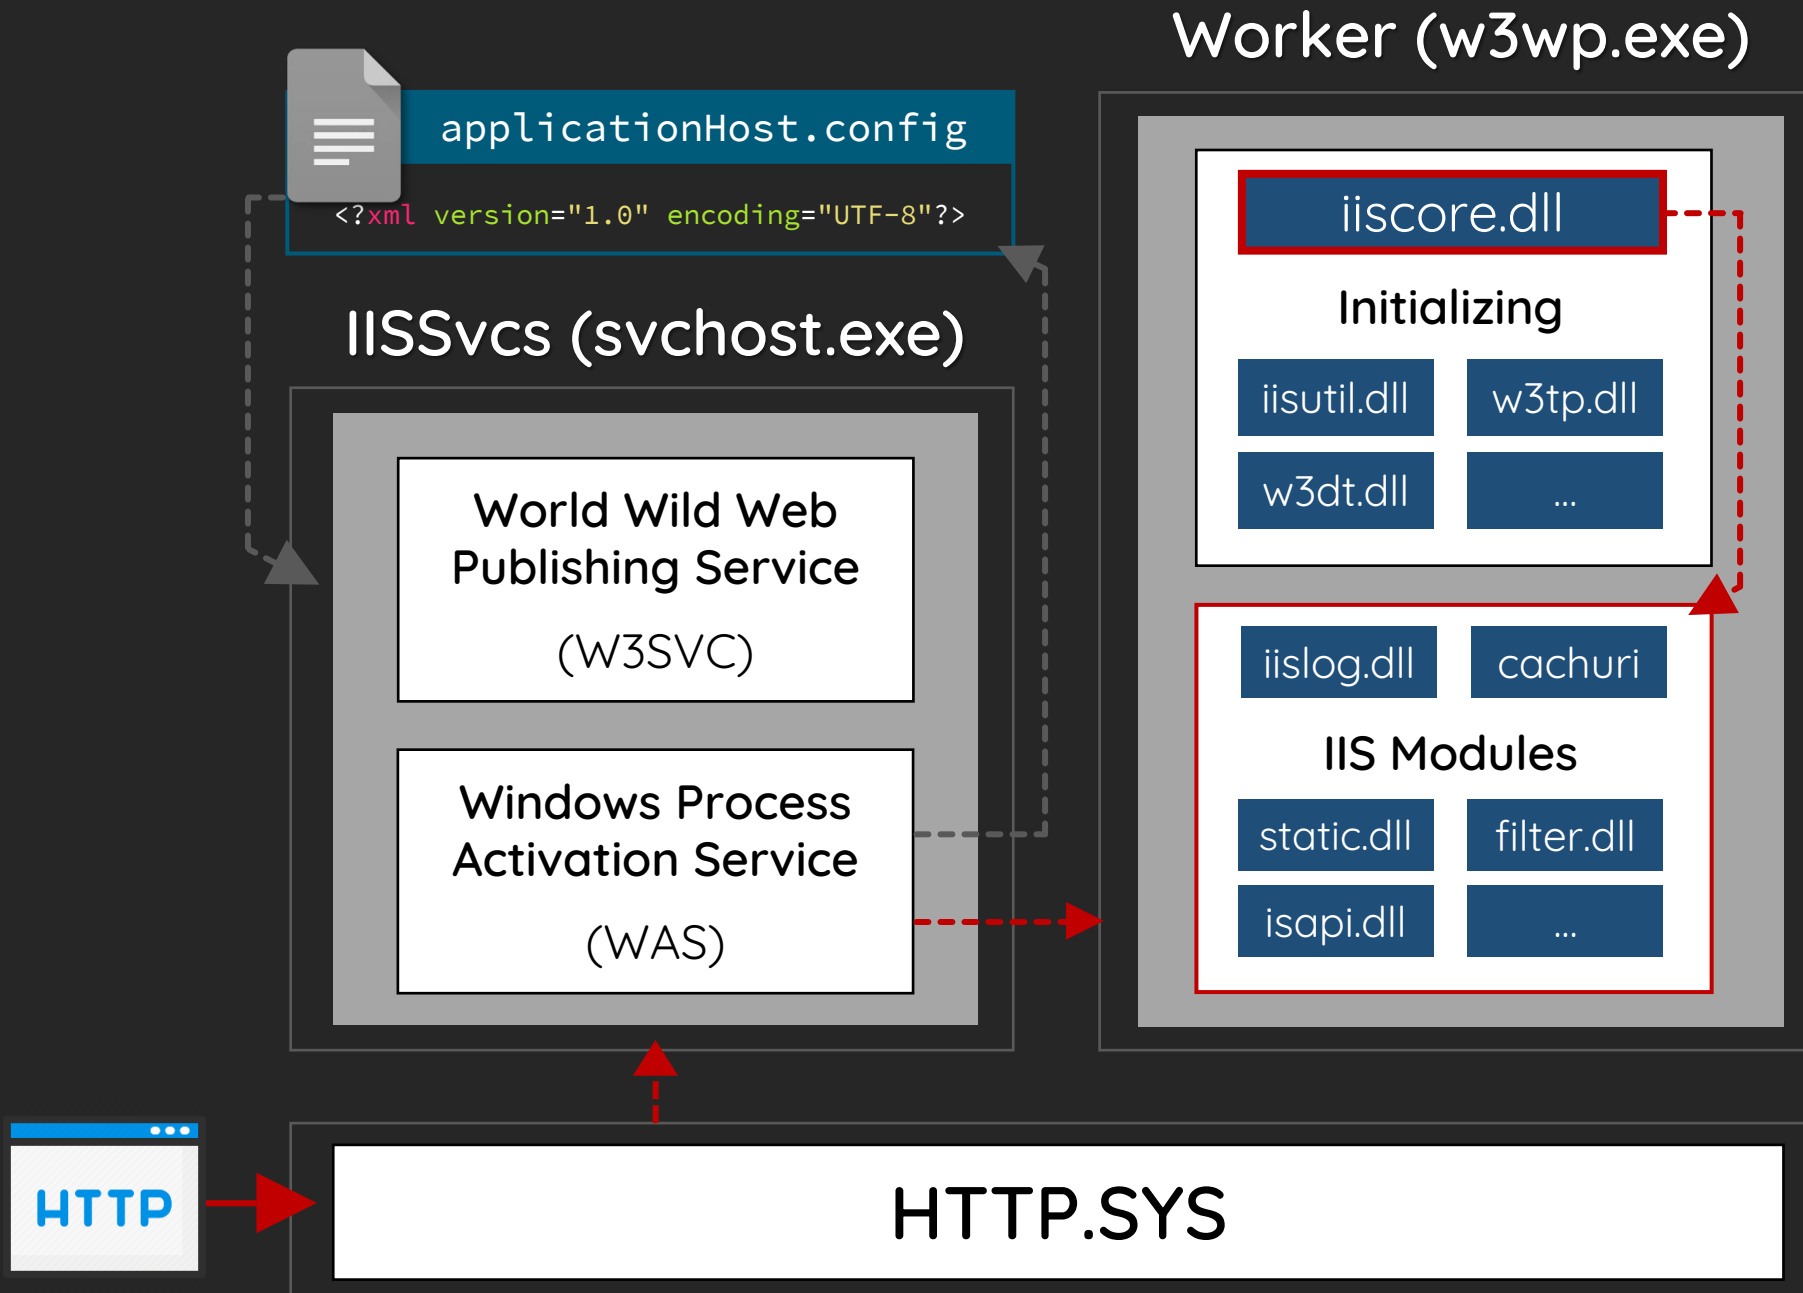 Worker (w3wp.exe)
applicationHost.config
<?xml version="1.0" encoding="UTF-8"?>
IISSvcs (svchost.exe)
World Wild Web
Publishing Service
(W3SVC)
Windows Process
Activation Service
(WAS)
iiscore.dll
Initializing
iisutil.dll
w3tp.dll
w3dt.dll
...
iislog.dll
cachuri
IIS Modules
static.dll
filter.dll
isapi.dll
...
HTTP
HTTP.SYS